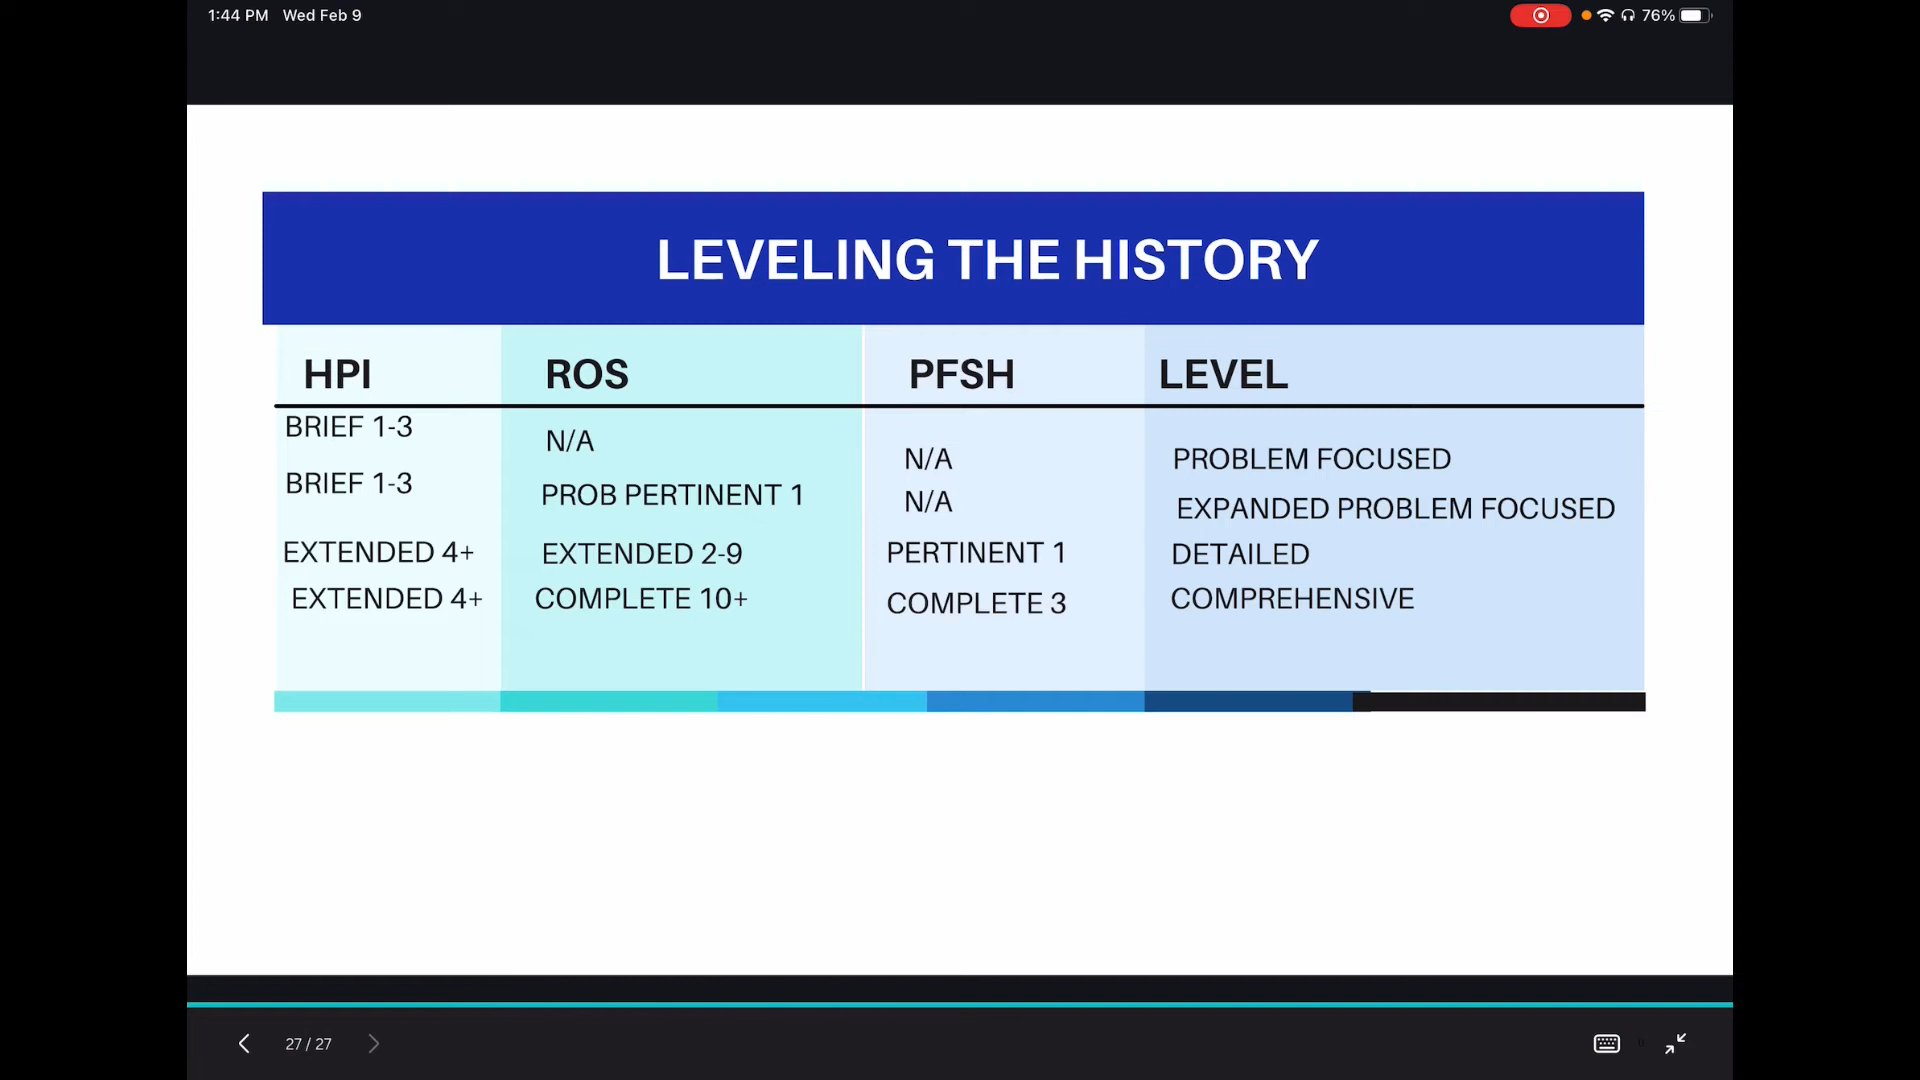 1:44 PM Wed Feb 9
76%
LEVELING THE HISTORY
HPI ROS PFSH LEVEL
BRIEF 1-3 N/A N/A PROBLEM FOCUSED
BRIEF 1-3 PROB PERTINENT 1 N/A EXPANDED PROBLEM FOCUSED
EXTENDED 4+ EXTENDED 2-9 PERTINENT 1 DETAILED
EXTENDED 4+ COMPLETE 10+ COMPLETE 3 COMPREHENSIVE
27 / 27